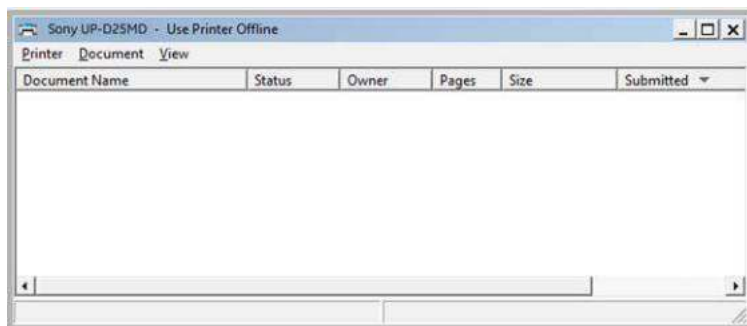 Sony UP-D25MD - Use Printer Offline
Printer Document View
Document Name Status Owner Pages Size Submitted